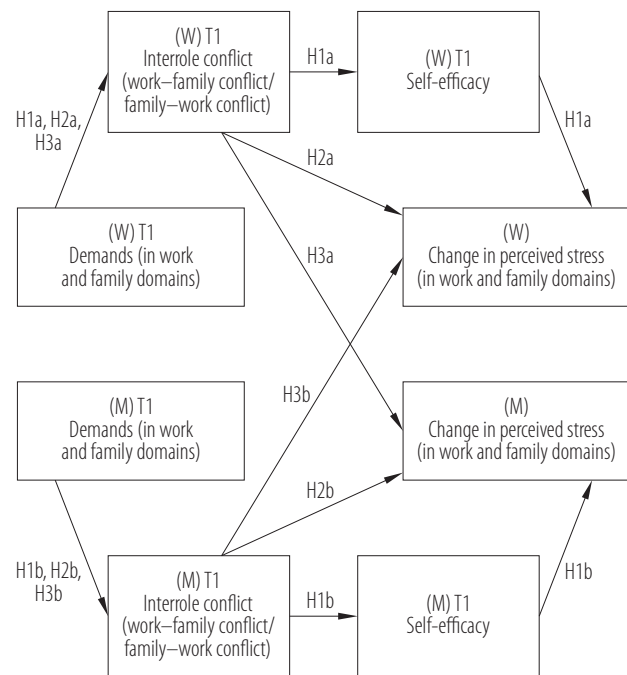 (W) T1
Interrole conflict
(work–family conflict/
family–work conflict)
H1a
(W) T1
Self-efficacy
H1a, H2a,
H3a
H2a
H1a
(W) T1
Demands (in work
and family domains)
(W)
Change in perceived stress
(in work and family domains)
H3a
H3b
(M) T1
Demands (in work
and family domains)
(M)
Change in perceived stress
(in work and family domains)
H2b
H1b, H2b,
H3b
(M) T1
Interrole conflict
(work–family conflict/
family–work conflict)
H1b
(M) T1
Self-efficacy
H1b